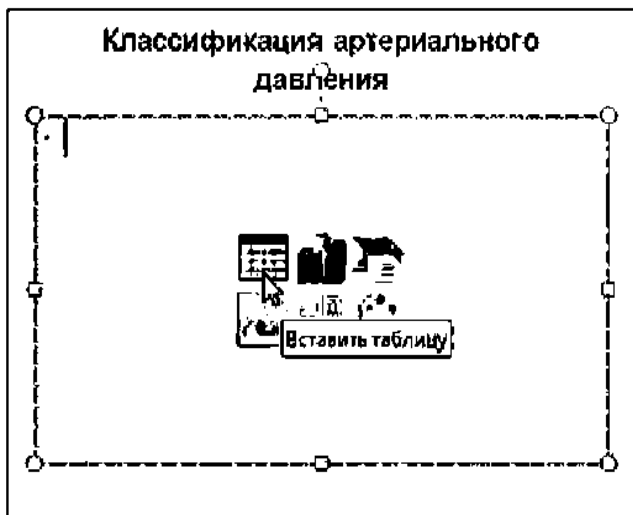 Классификация артериального
давления
Вставить таблицу